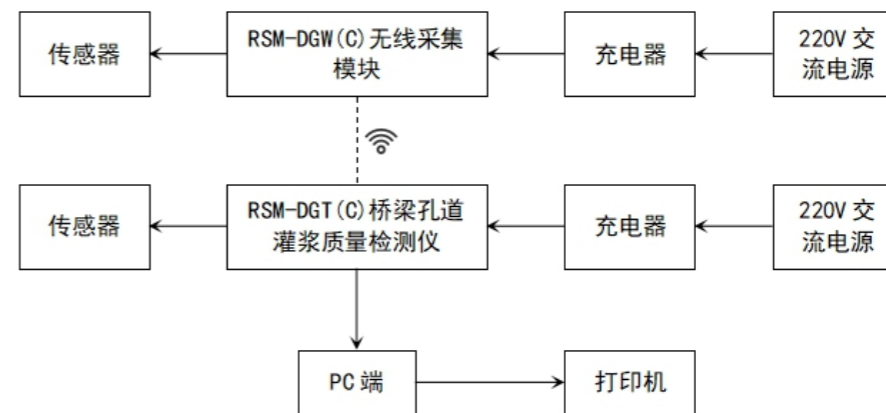 传感器
RSM-DGW(C)无线采集
模块
充电器
220V 交
流电源
传感器
RSM-DGT(C)桥梁孔道
灌浆质量检测仪
充电器
220V 交
流电源
PC 端
打印机